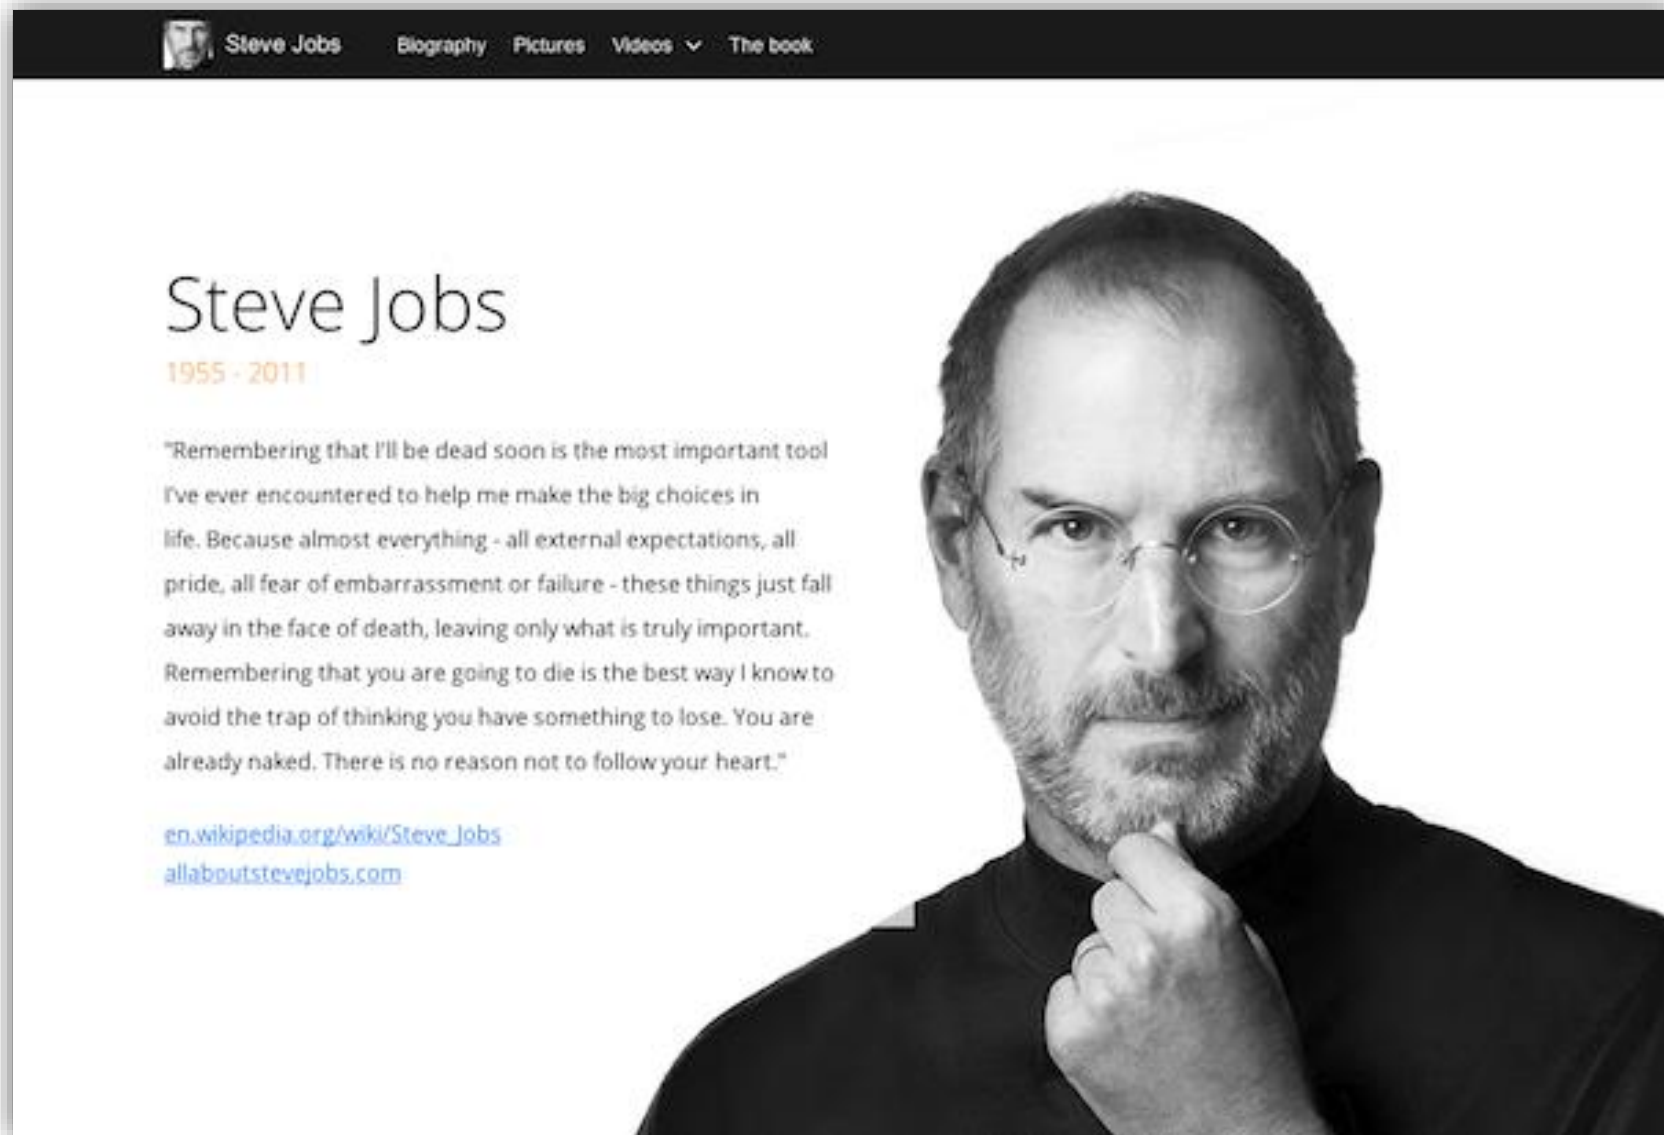 Steve Jobs Biography Pictures Videos The book
Steve Jobs
1955 - 2011
"Remembering that I'll be dead soon is the most important tool
I've ever encountered to help me make the big choices in
life. Because almost everything - all external expectations, all
pride, all fear of embarrassment or failure - these things just fall
away in the face of death, leaving only what is truly important.
Remembering that you are going to die is the best way I know to
avoid the trap of thinking you have something to lose. You are
already naked. There is no reason not to follow your heart."
en.wikipedia.org/wiki/Steve_Jobs
allaboutstevejobs.com